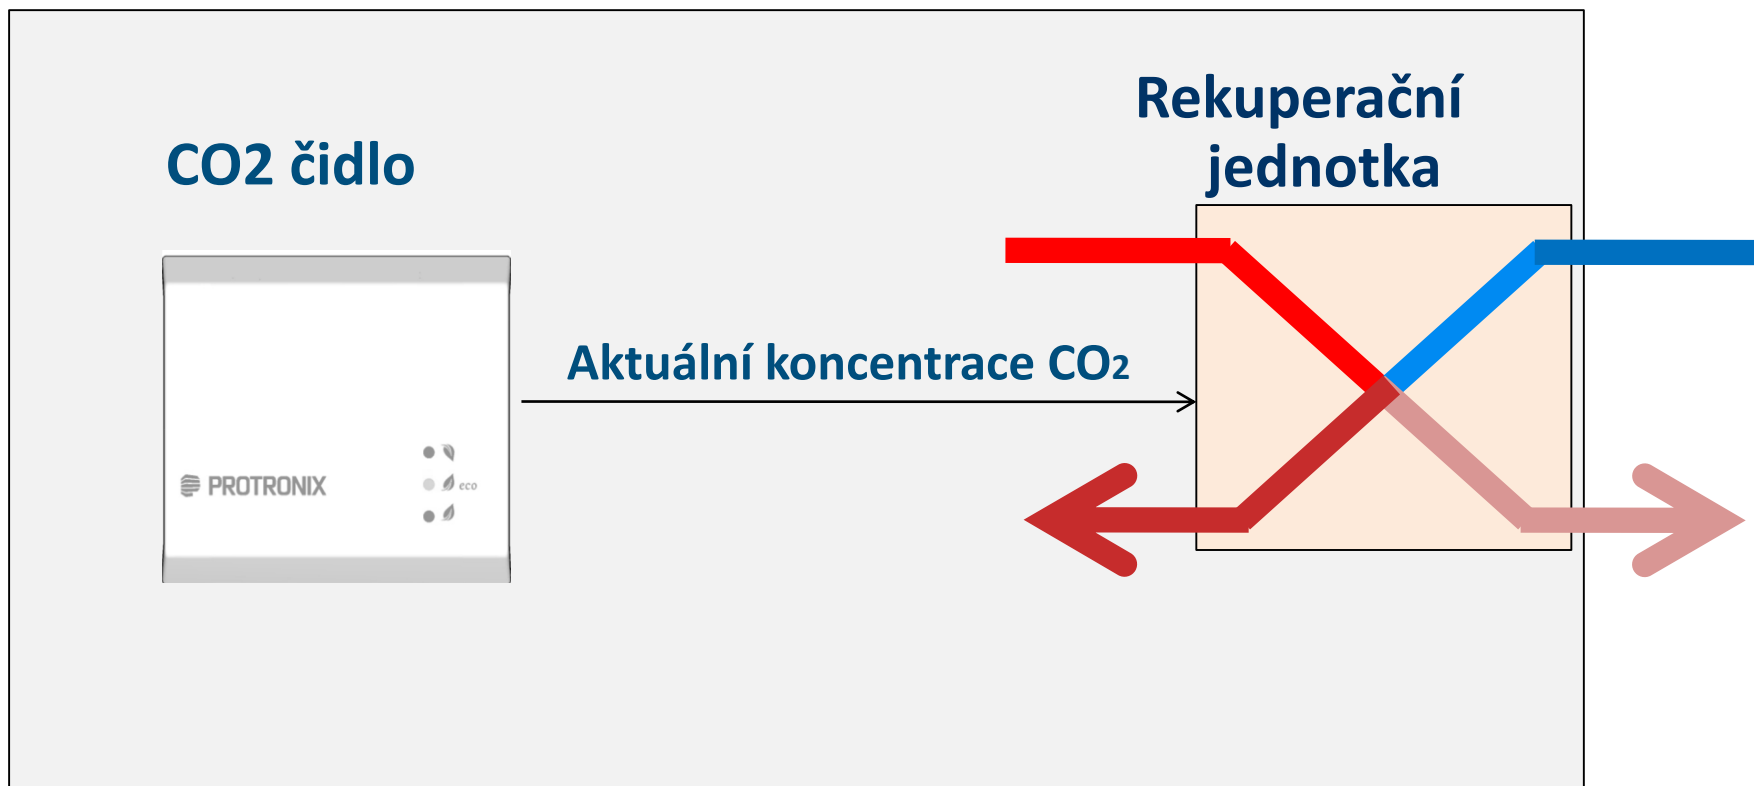 Rekuperační
jednotka
CO2 čidlo
Aktuální koncentrace CO2
PROTRONIX
eco